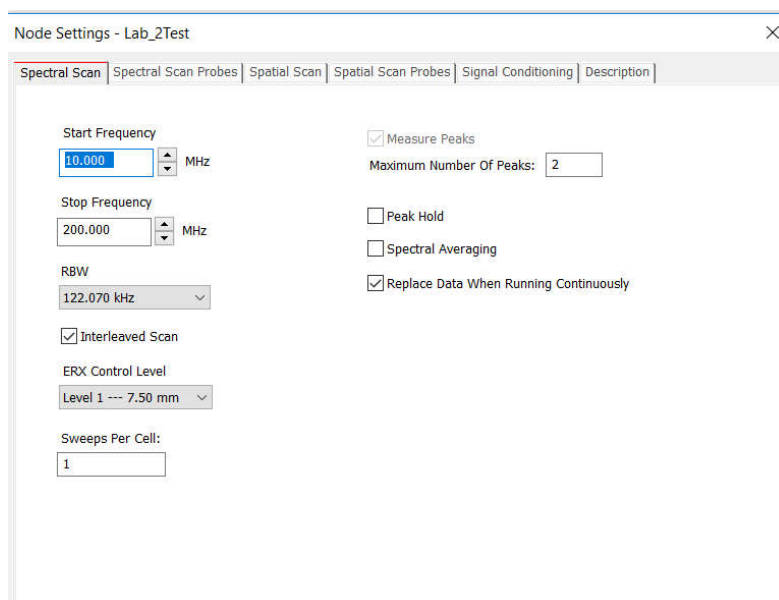 Node Settings - Lab_2Test
Spectral Scan Spectral Scan Probes Spatial Scan Spatial Scan Probes Signal Conditioning Description
Start Frequency
10.000 MHz
Stop Frequency
200.000 MHz
RBW
122.070 kHz
Interleaved Scan
ERX Control Level
Level 1 --- 7.50 mm
Sweeps Per Cell:
1
Measure Peaks
Maximum Number Of Peaks: 2
Peak Hold
Spectral Averaging
Replace Data When Running Continuously